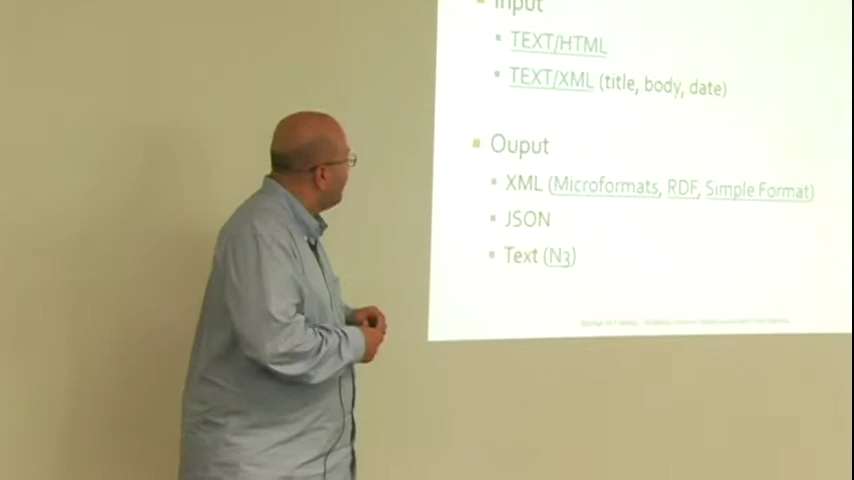 Input
TEXT/HTML
TEXT/XML (title, body, date)
Ouput
XML (Microformats, RDF, Simple Format)
JSON
Text (N3)